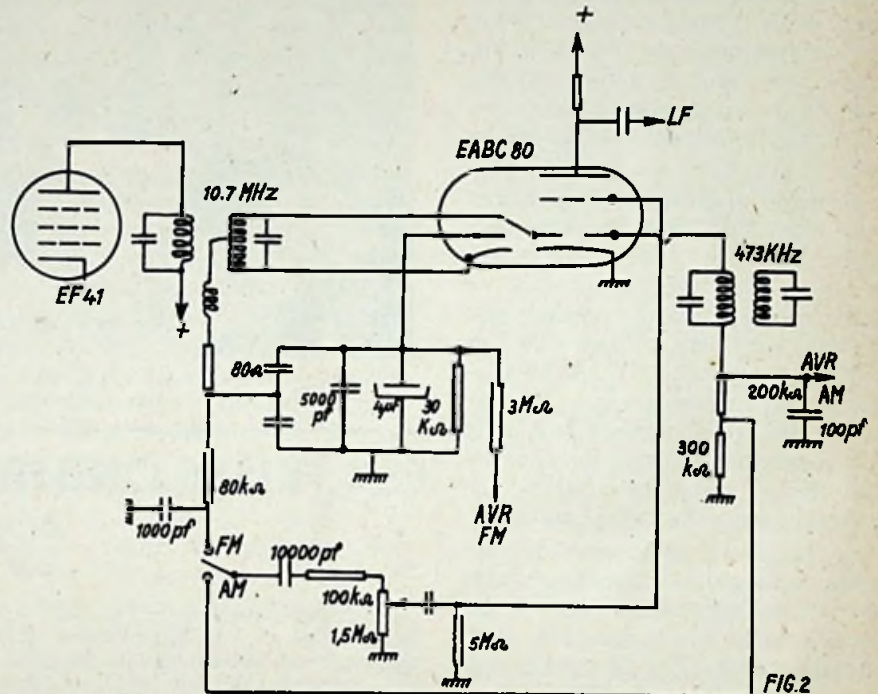 +
LF
EABC 80
10.7 MHz
EF 41
+
473KHz
80Ω
5000
pf
4µf
30
KΩ
3MΩ
AVR
FM
AVR
AM
200kΩ
100pf
300
kΩ
80kΩ
1000pf
FM
AM
10000pf
100kΩ
1,5MΩ
5MΩ
FIG.2